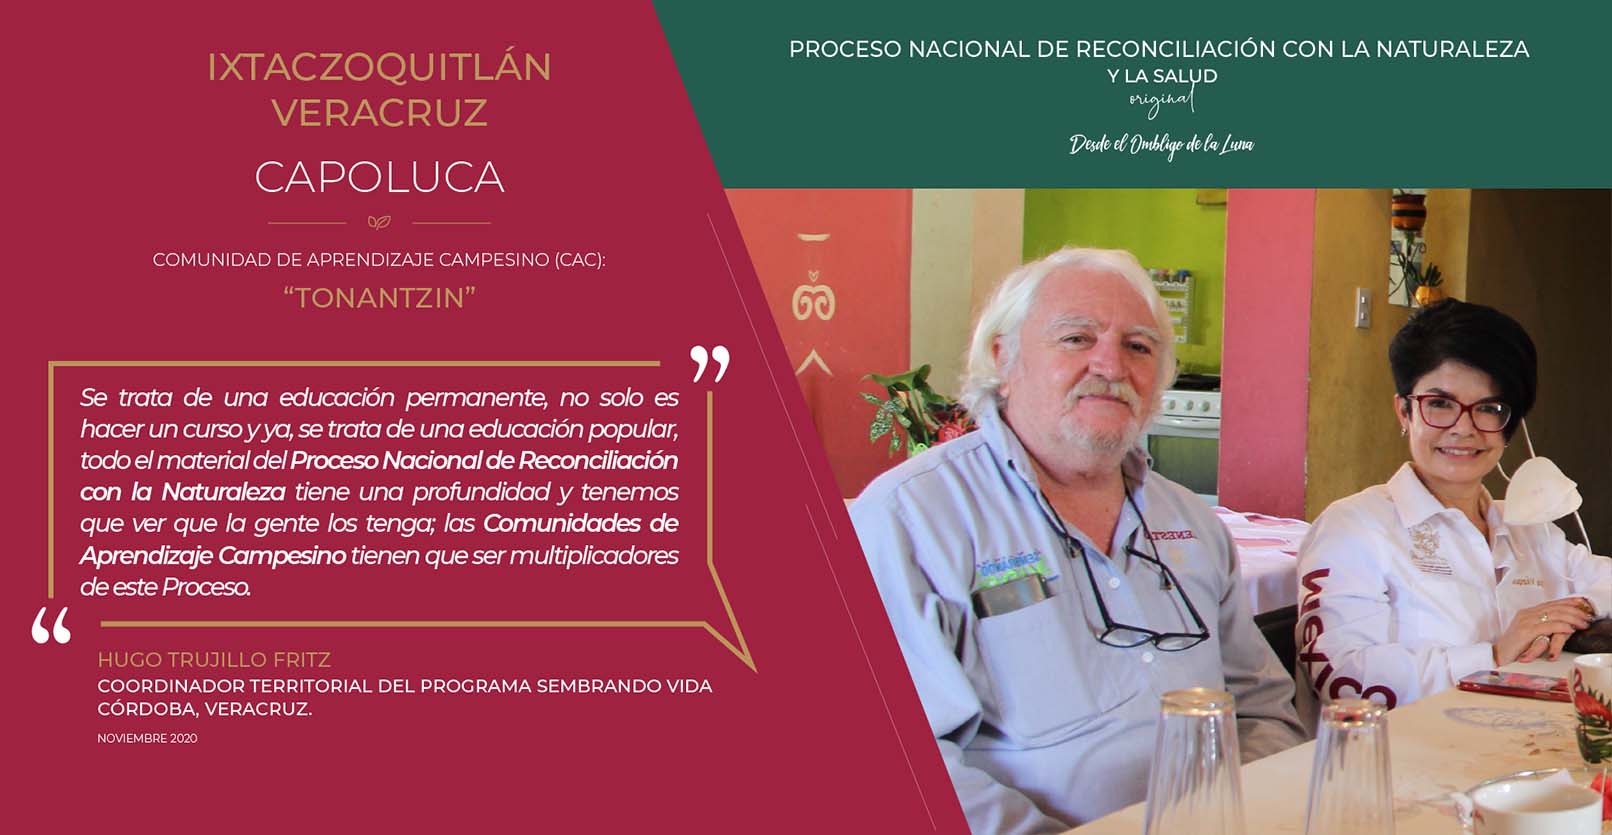 IXTACZOQUITLÁN
VERACRUZ
CAPOLUCA
COMUNIDAD DE APRENDIZAJE CAMPESINO (CAC):
“TONANTZIN”
”
Se trata de una educación permanente, no solo es
hacer un curso y ya, se trata de una educación popular,
todo el material del Proceso Nacional de Reconciliación
con la Naturaleza tiene una profundidad y tenemos
que ver que la gente los tenga; las Comunidades de
Aprendizaje Campesino tienen que ser multiplicadores
de este Proceso.
“
HUGO TRUJILLO FRITZ
COORDINADOR TERRITORIAL DEL PROGRAMA SEMBRANDO VIDA
CÓRDOBA, VERACRUZ.
NOVIEMBRE 2020
PROCESO NACIONAL DE RECONCILIACIÓN CON LA NATURALEZA
Y LA SALUD
original
Desde el Ombligo de la Luna